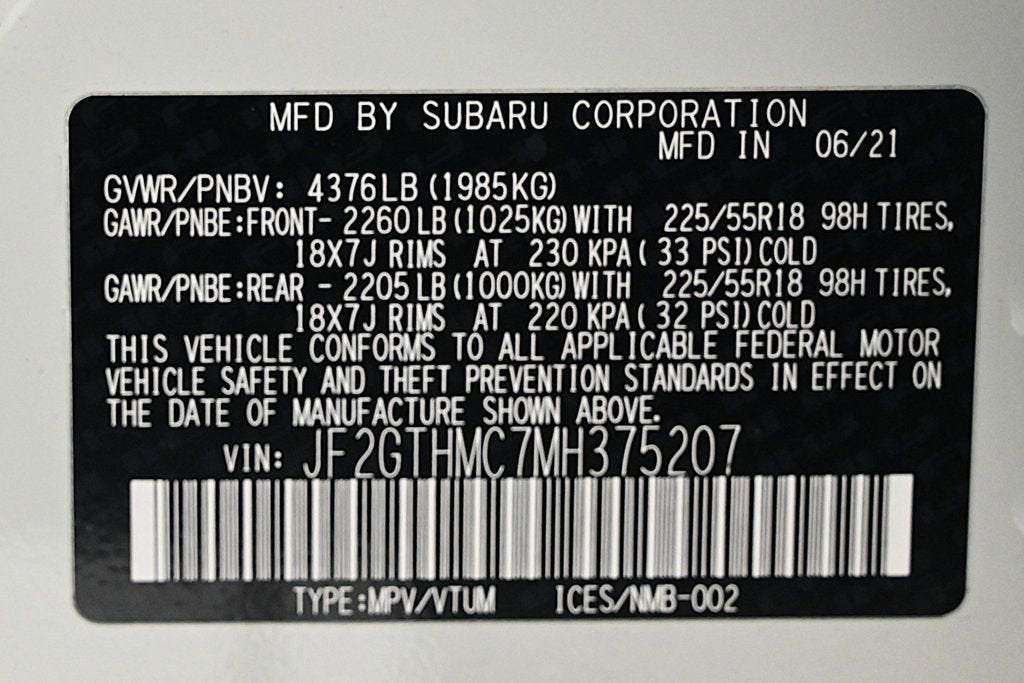 MFD BY SUBARU CORPORATION
MFD IN 06/21
GVWR/PNBV: 4376LB (1985KG)
GAWR/PNBE:FRONT- 2260 LB (1025KG) WITH 225/55R18 98H TIRES,
18X7J RIMS AT 230 KPA ( 33 PSI) COLD
GAWR/PNBE:REAR - 2205 LB (1000KG) WITH 225/55R18 98H TIRES,
18X7J RIMS AT 220 KPA ( 32 PSI) COLD
THIS VEHICLE CONFORMS TO ALL APPLICABLE FEDERAL MOTOR
VEHICLE SAFETY AND THEFT PREVENTION STANDARDS IN EFFECT ON
THE DATE OF MANUFACTURE SHOWN ABOVE.
VIN: JF2GTHMC7MH375207
TYPE:MPV/VTUM ICES/NMB-002